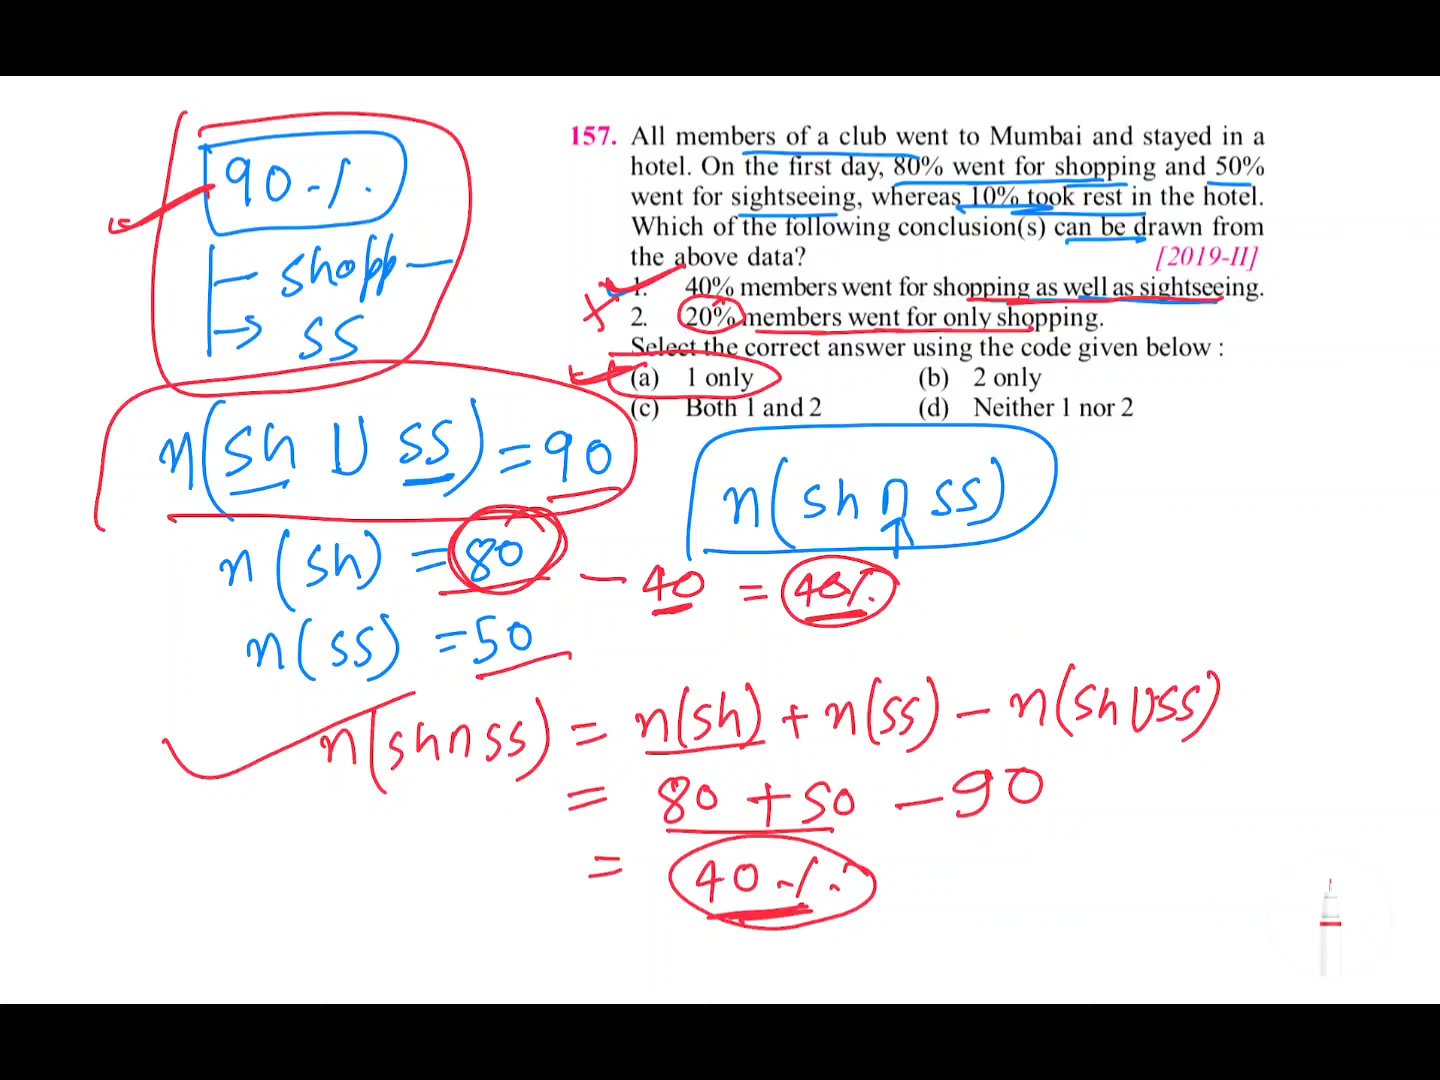 157. All members of a club went to Mumbai and stayed in a
hotel. On the first day, 80% went for shopping and 50%
went for sightseeing, whereas 10% took rest in the hotel.
Which of the following conclusion(s) can be drawn from
the above data? [2019-II]
1. 40% members went for shopping as well as sightseeing.
2. 20% members went for only shopping.
Select the correct answer using the code given below :
(a) 1 only (b) 2 only
(c) Both 1 and 2 (d) Neither 1 nor 2
90%
shopp
ss
n(sh ∪ ss) = 90
n(sh ∩ ss)
n(sh) = 80 - 40 = 40%
n(ss) = 50
n(sh∩ss) = n(sh) + n(ss) - n(sh∪ss)
= 80 + 50 - 90
= 40%